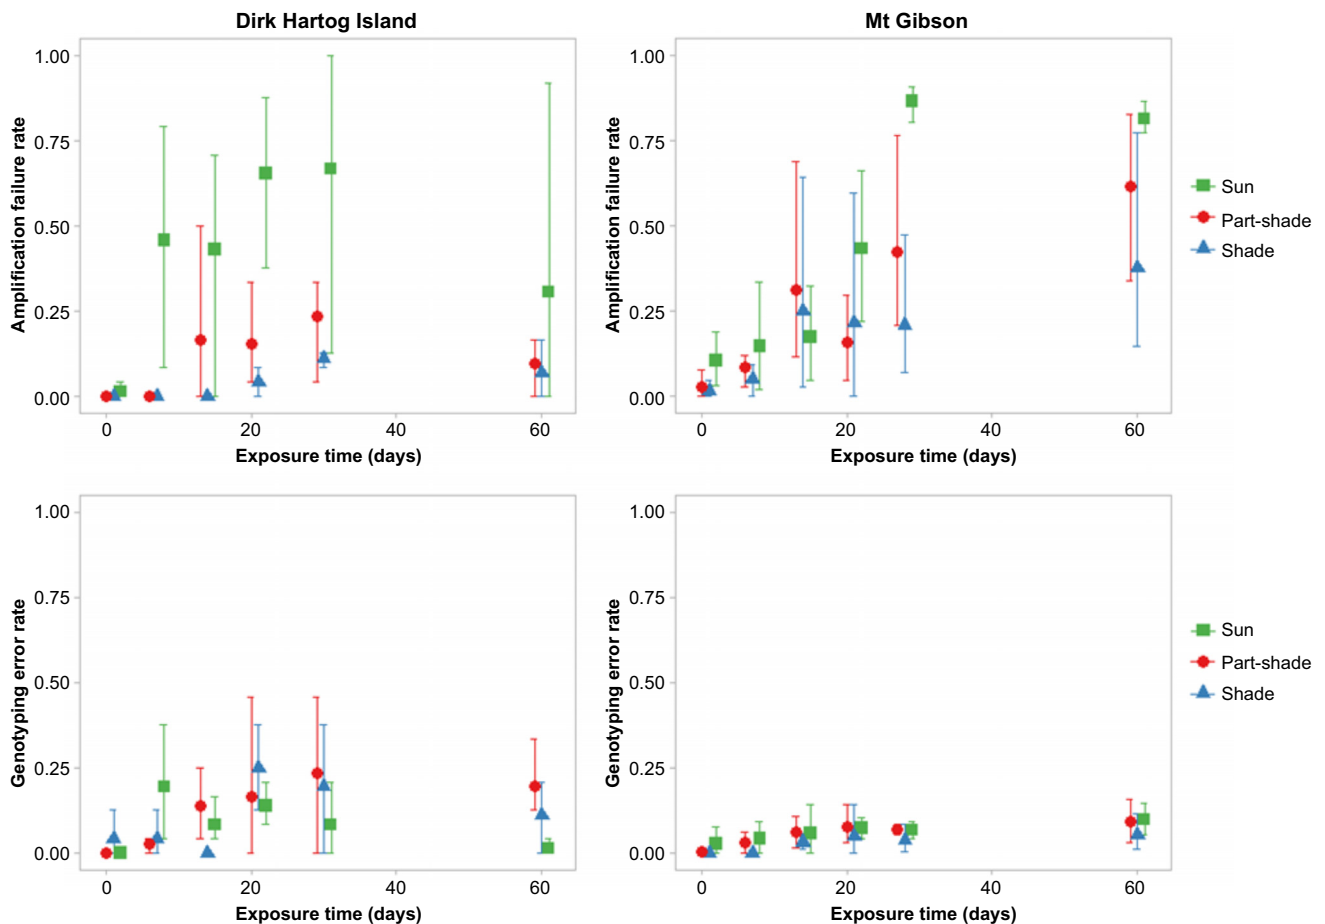 Dirk Hartog Island
Mt Gibson
Amplification failure rate
1.00
0.75
0.50
0.25
0.00
0
20
40
60
Exposure time (days)
Amplification failure rate
1.00
0.75
0.50
0.25
0.00
0
20
40
60
Exposure time (days)
Sun
Part-shade
Shade
Genotyping error rate
1.00
0.75
0.50
0.25
0.00
0
20
40
60
Exposure time (days)
Genotyping error rate
1.00
0.75
0.50
0.25
0.00
0
20
40
60
Exposure time (days)
Sun
Part-shade
Shade